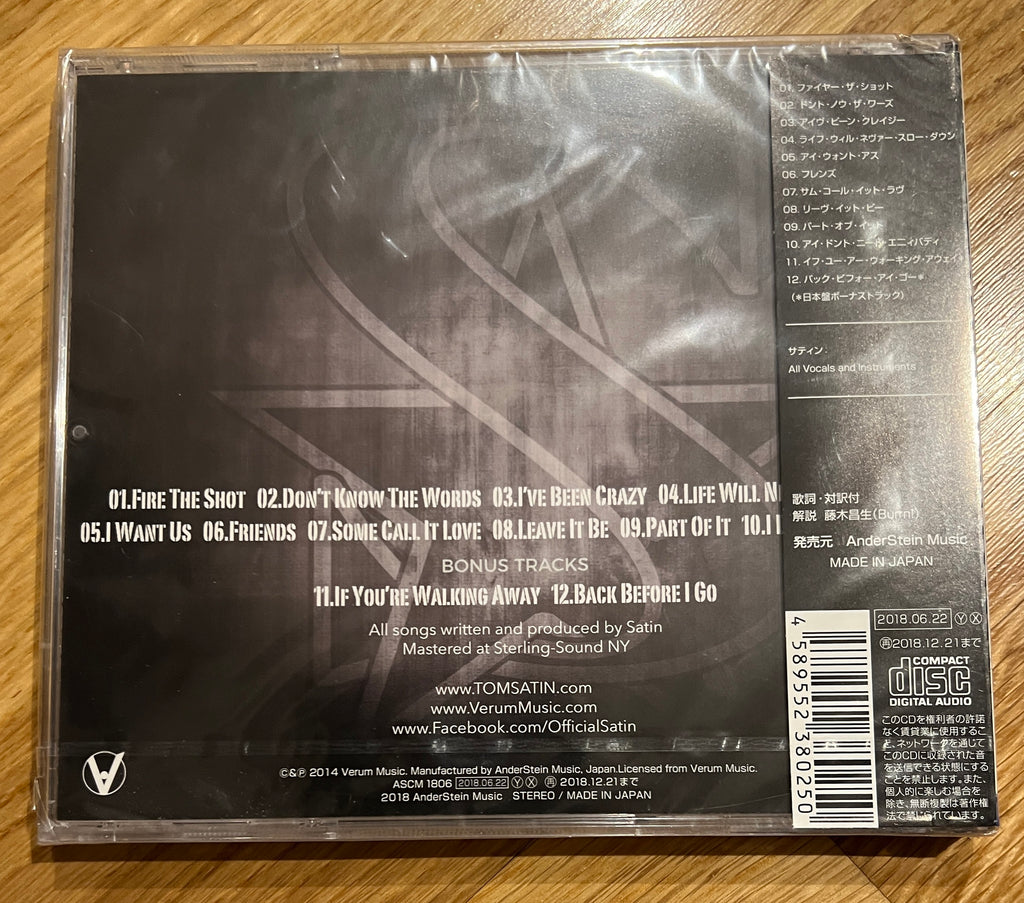 01.FIRE THE SHOT 02.DON'T KNOW THE WORDS 03.I'VE BEEN CRAZY 04.LIFE WILL
05.I WANT US 06.FRIENDS 07.SOME CALL IT LOVE 08.LEAVE IT BE 09.PART OF IT 10.I
BONUS TRACKS
11.IF YOU'RE WALKING AWAY 12.BACK BEFORE I GO
All songs written and produced by Satin
Mastered at Sterling-Sound NY
www.TOMSATIN.com
www.VerumMusic.com
www.Facebook.com/OfficialSatin
©&℗ 2014 Verum Music. Manufactured by AnderStein Music, Japan.Licensed from Verum Music.
ASCM 1806 2018.06.22 Ⓨ Ⓧ 再 2018.12.21まで
2018 AnderStein Music STEREO / MADE IN JAPAN
01. ファイヤー・ザ・ショット
02. ドント・ノウ・ザ・ワーズ
03. アイヴ・ビーン・クレイジー
04. ライフ・ウィル・ネヴァー・スロー・ダウン
05. アイ・ウォント・アス
06. フレンズ
07. サム・コール・イット・ラヴ
08. リーヴ・イット・ビー
09. パート・オブ・イット
10. アイ・ドント・ニード・エニィバディ
11. イフ・ユー・アー・ウォーキング・アウェイ*
12. バック・ビフォー・アイ・ゴー*
(*日本盤ボーナストラック)
サティン:
All Vocals and Instruments
歌詞・対訳付
解説 藤木昌生(Burrn!)
発売元 AnderStein Music
MADE IN JAPAN
2018.06.22 Ⓨ Ⓧ
再2018.12.21まで
COMPACT
disc
DIGITAL AUDIO
このCDを権利者の許諾
なく賃貸業に使用するこ
と、ネットワークを通じて
このCDに収録された音
を送信できる状態にする
ことを禁止します。また、
個人的に楽しむ場合を
除き、無断複製は著作権
法で禁じられています。
4 589552 380250